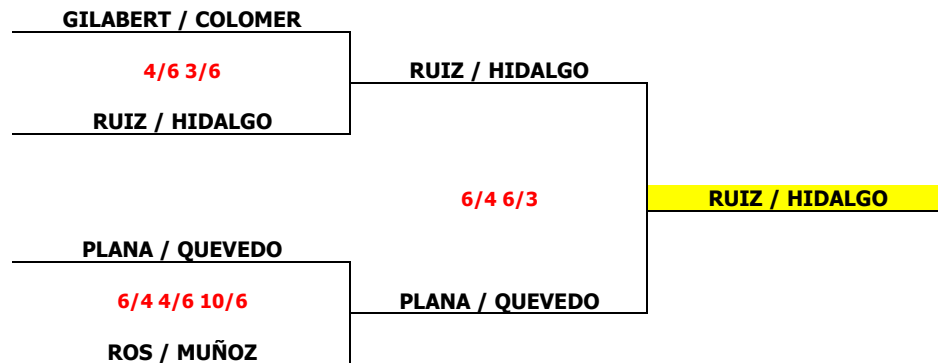 GILABERT / COLOMER
4/6 3/6
RUIZ / HIDALGO
RUIZ / HIDALGO
6/4 6/3
RUIZ / HIDALGO
PLANA / QUEVEDO
6/4 4/6 10/6
PLANA / QUEVEDO
ROS / MUÑOZ